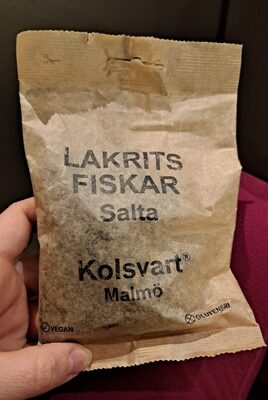 LAKRITS
FISKAR
Salta
Kolsvart®
Malmö
VEGAN
GLUTENFRI